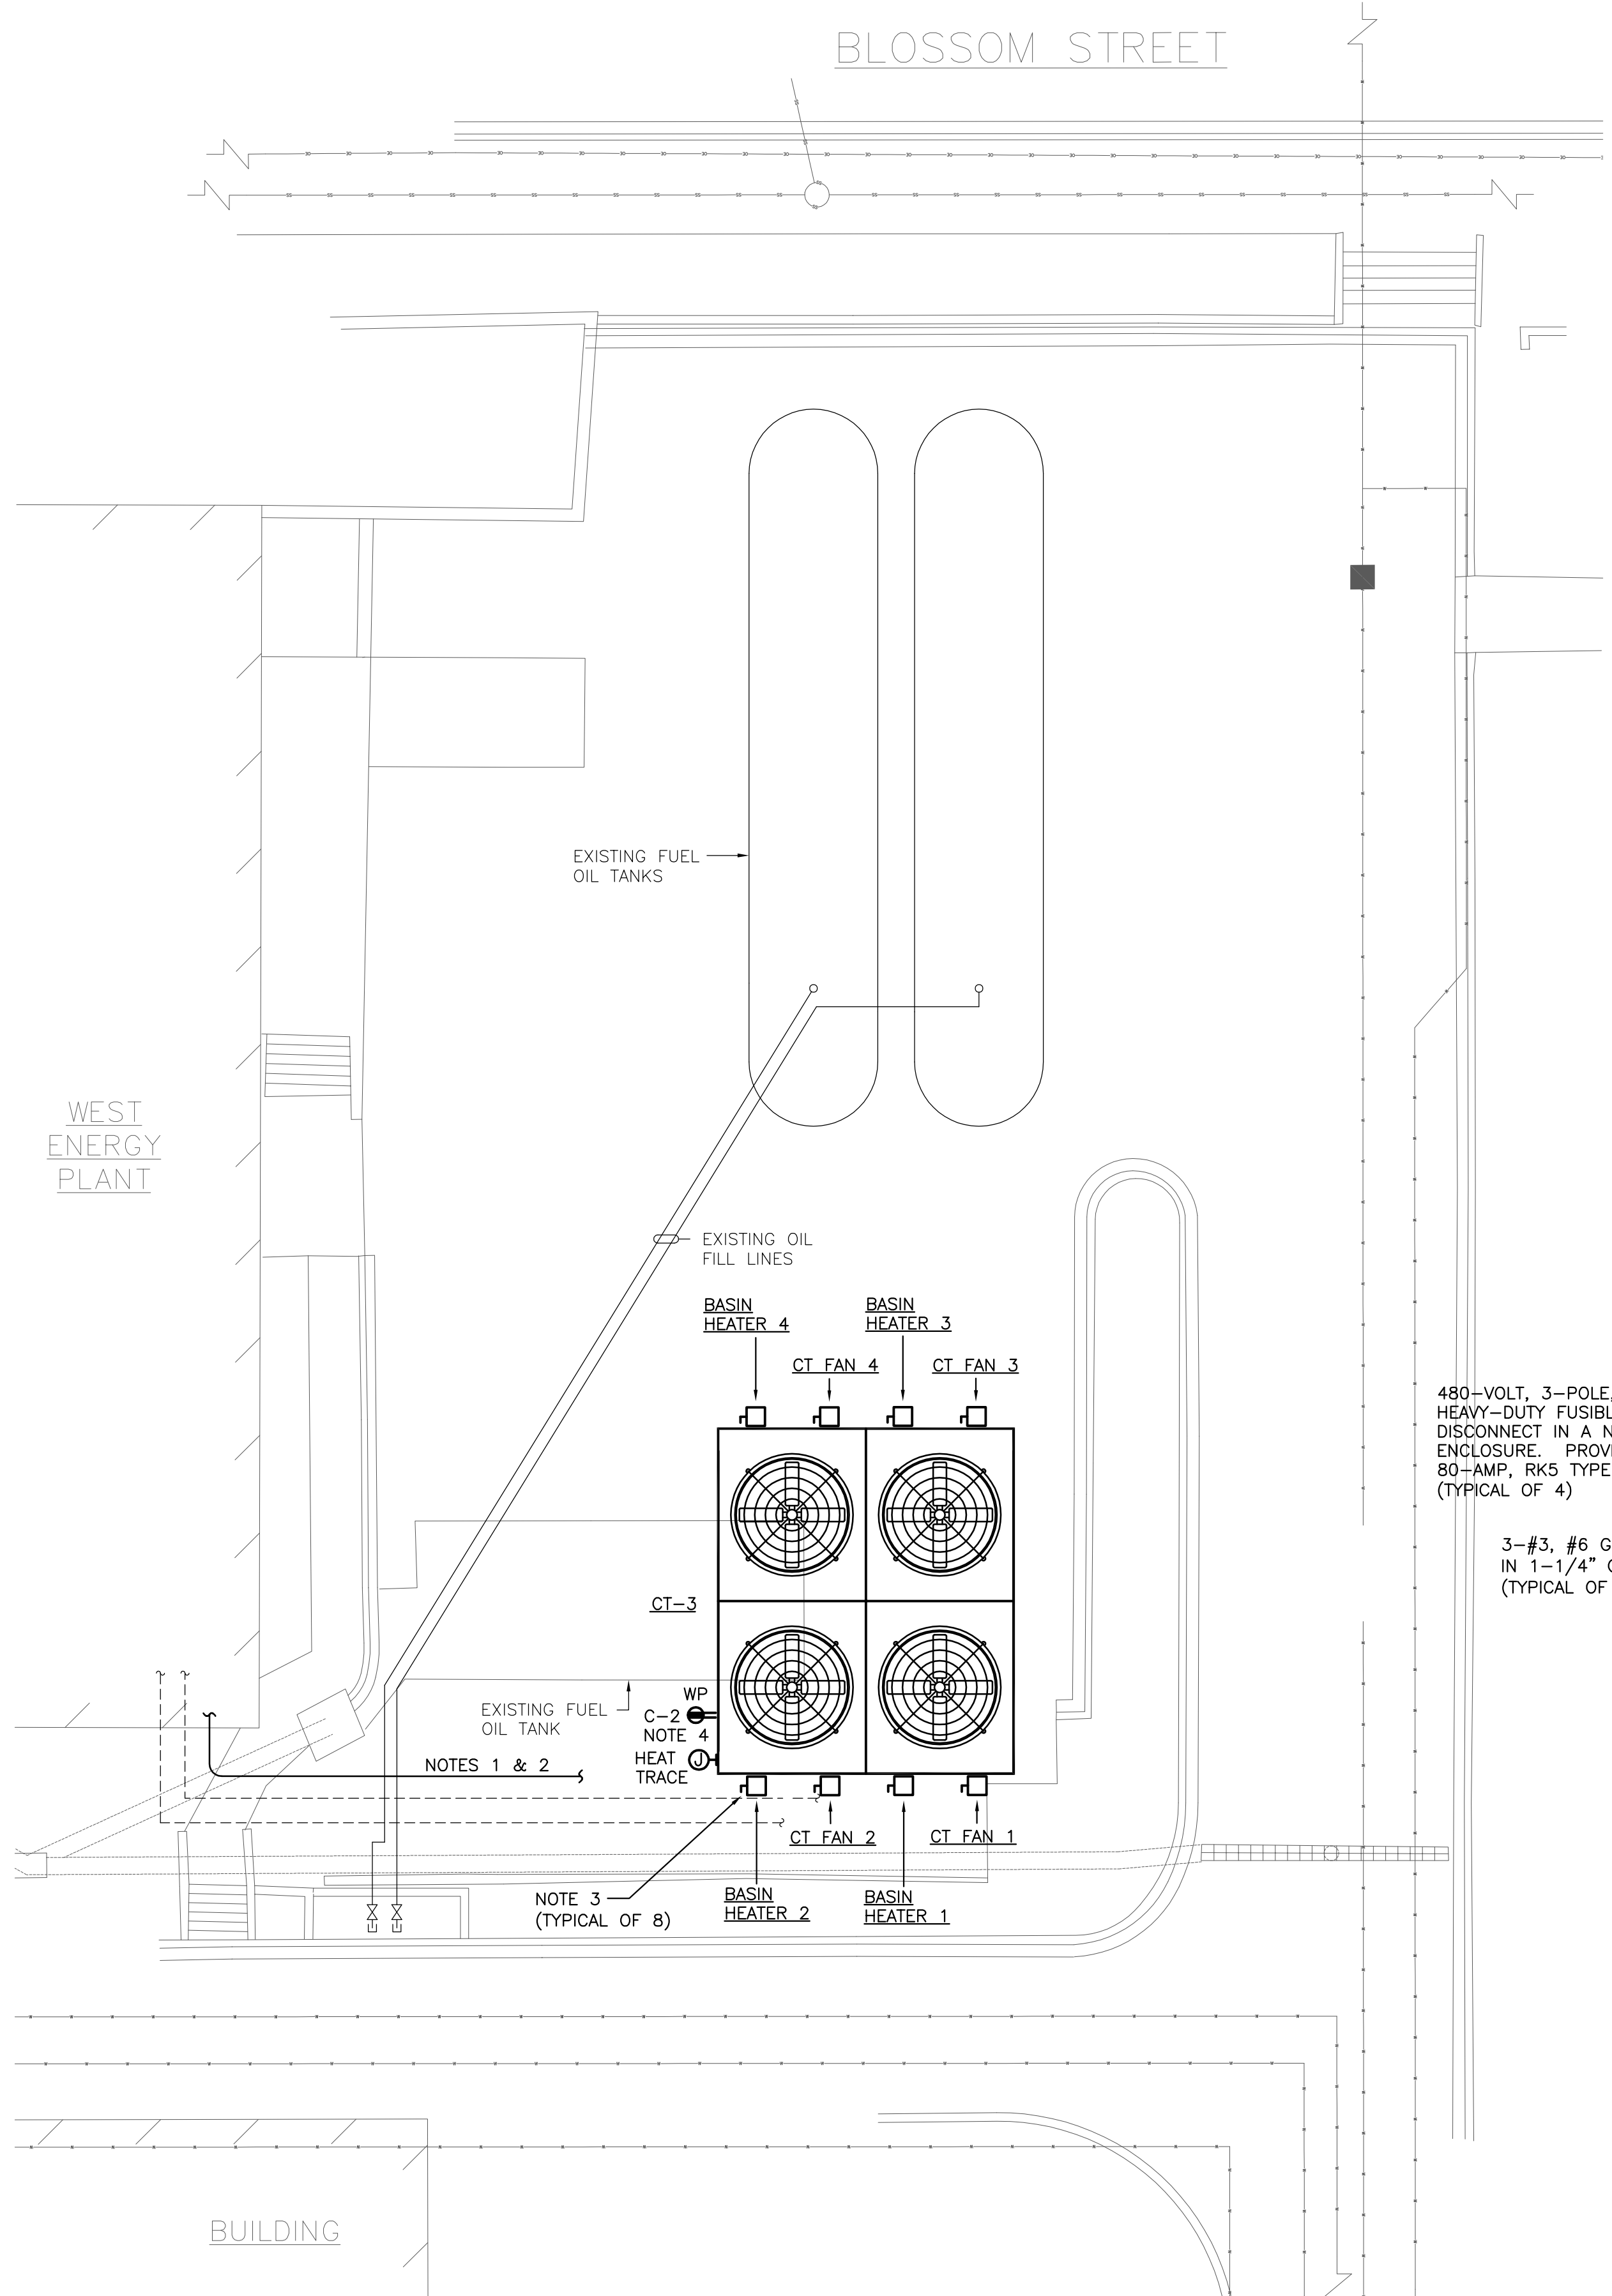 BLOSSOM STREET
EXISTING FUEL
OIL TANKS
WEST
ENERGY
PLANT
EXISTING OIL
FILL LINES
BASIN
HEATER 4
BASIN
HEATER 3
CT FAN 4
CT FAN 3
480-VOLT, 3-POLE,
HEAVY-DUTY
DISCONNECT IN A
ENCLOSURE.
80-AMP, RK5 TYPE
(TYPICAL OF 4)
3-#3, #6
IN 1-1/4"
(TYPICAL OF
CT-3
EXISTING FUEL
OIL TANK
WP
C-2
NOTE 4
HEAT
TRACE
J
NOTES 1 & 2
CT FAN 2
CT FAN 1
NOTE 3
(TYPICAL OF 8)
BASIN
HEATER 2
BASIN
HEATER 1
BUILDING